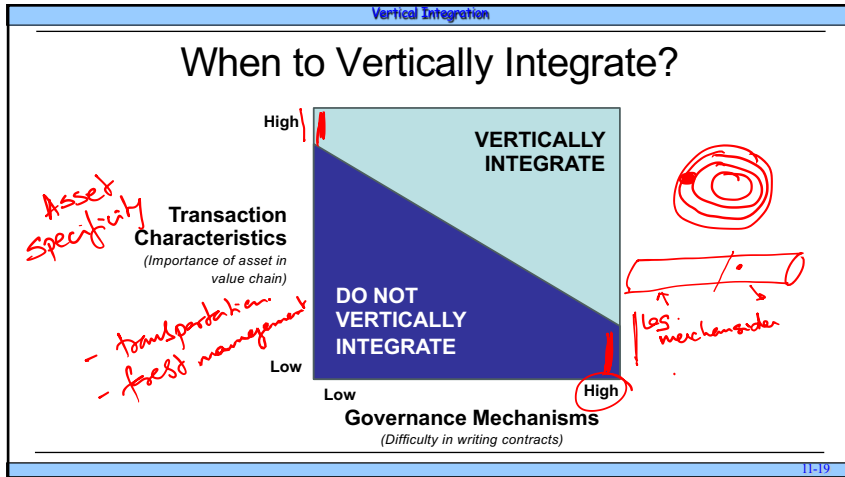 Vertical Integration
When to Vertically Integrate?
High
VERTICALLY
INTEGRATE
Asset
Specificity
Transaction
Characteristics
(Importance of asset in
value chain)
DO NOT
VERTICALLY
INTEGRATE
- transportation
- forest management
Log
merchandiser
Low
Low
High
Governance Mechanisms
(Difficulty in writing contracts)
11-19